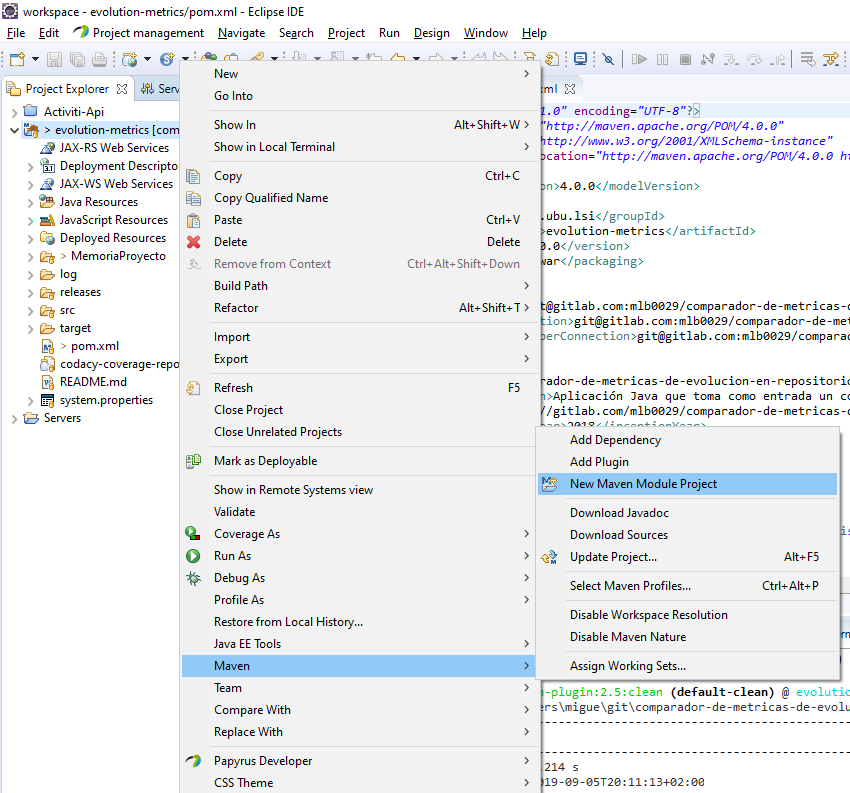 workspace - evolution-metrics/pom.xml - Eclipse IDE
File Edit Project management Navigate Search Project Run Design Window Help
Project Explorer
Serv
xml
Activiti-Api
> evolution-metrics [com
JAX-RS Web Services
Deployment Descripto
JAX-WS Web Services
Java Resources
JavaScript Resources
Deployed Resources
> MemoriaProyecto
log
releases
src
target
> pom.xml
codacy-coverage-repo
README.md
system.properties
Servers
New
Go Into
Show In Alt+Shift+W
Show in Local Terminal
Copy Ctrl+C
Copy Qualified Name
Paste Ctrl+V
Delete Delete
Remove from Context Ctrl+Alt+Shift+Down
Build Path
Refactor Alt+Shift+T
Import
Export
Refresh F5
Close Project
Close Unrelated Projects
Mark as Deployable
Show in Remote Systems view
Validate
Coverage As
Run As
Debug As
Profile As
Restore from Local History...
Java EE Tools
Maven
Team
Compare With
Replace With
Papyrus Developer
CSS Theme
1.0" encoding="UTF-8"?>
"http://maven.apache.org/POM/4.0.0"
http://www.w3.org/2001/XMLSchema-instance"
ocation="http://maven.apache.org/POM/4.0.0 ht
on>4.0.0</modelVersion>
.ubu.lsi</groupId>
>evolution-metrics</artifactId>
0.0</version>
war</packaging>
t@gitlab.com:mlb0029/comparador-de-metricas-d
tion>git@gitlab.com:mlb0029/comparador-de-met
perConnection>git@gitlab.com:mlb0029/comparad
rador-de-metricas-de-evolucion-en-repositorio
n>Aplicación Java que toma como entrada un co
//gitlab.com/mlb0029/comparador-de-metricas-d
ar>2018</inceptionYear>
Add Dependency
Add Plugin
New Maven Module Project
Download Javadoc
Download Sources
Update Project... Alt+F5
Select Maven Profiles... Ctrl+Alt+P
Disable Workspace Resolution
Disable Maven Nature
Assign Working Sets...
n-plugin:2.5:clean (default-clean) @ evolution
ers\migue\git\comparador-de-metricas-de-evolu
214 s
019-09-05T20:11:13+02:00